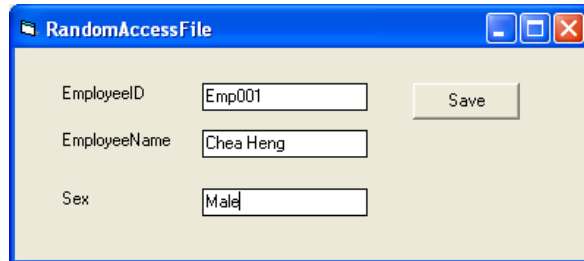 RandomAccessFile
EmployeeID Emp001 Save
EmployeeName Chea Heng
Sex Male